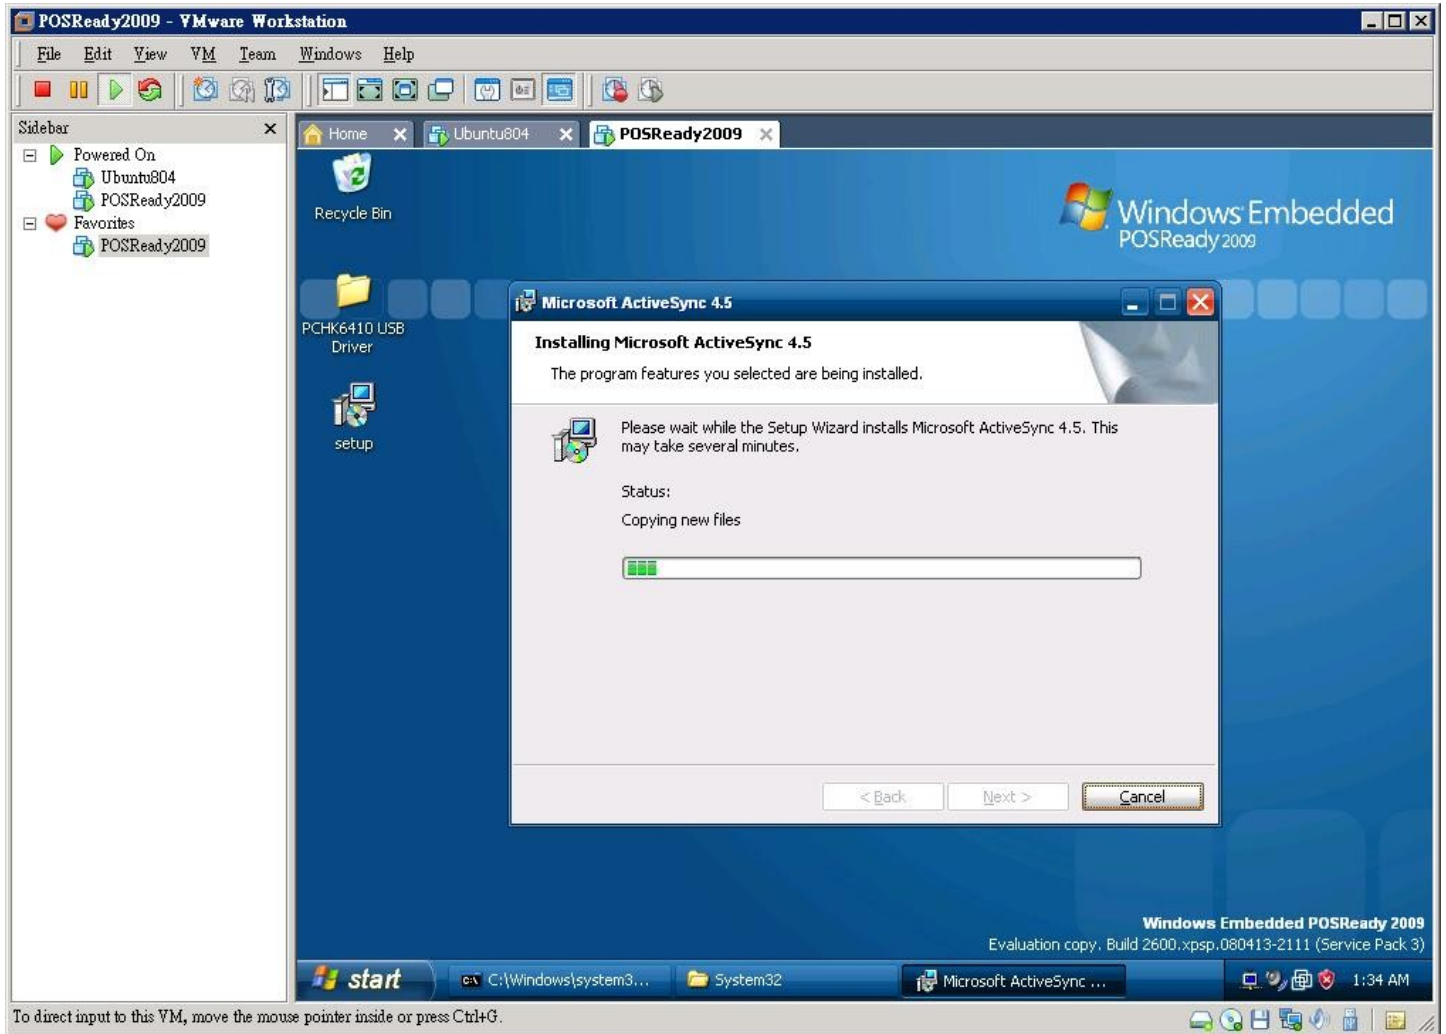 POSReady2009 - VMware Workstation
File Edit View VM Team Windows Help
Sidebar
Powered On
Ubuntu804
POSReady2009
Favorites
POSReady2009
Home Ubuntu804 POSReady2009
Recycle Bin
Windows Embedded
POSReady 2009
PCHK6410 USB
Driver
setup
Microsoft ActiveSync 4.5
Installing Microsoft ActiveSync 4.5
The program features you selected are being installed.
Please wait while the Setup Wizard installs Microsoft ActiveSync 4.5. This
may take several minutes.
Status:
Copying new files
< Back Next > Cancel
Windows Embedded POSReady 2009
Evaluation copy. Build 2600.xpsp.080413-2111 (Service Pack 3)
start C:\Windows\system3... System32 Microsoft ActiveSync ... 1:34 AM
To direct input to this VM, move the mouse pointer inside or press Ctrl+G.